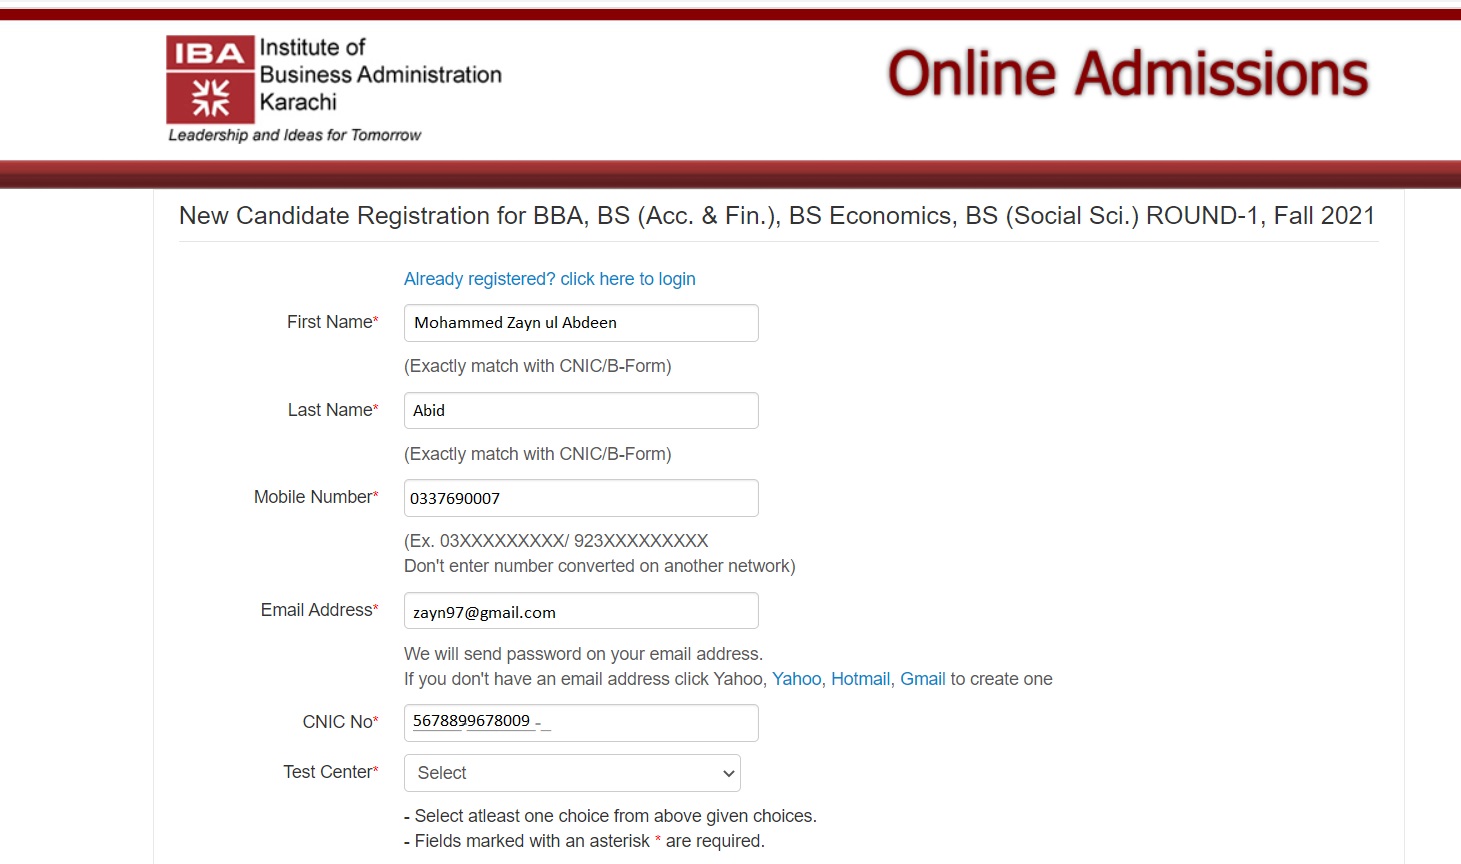 IBA
Institute of
Business Administration
Karachi
Leadership and Ideas for Tomorrow
Online Admissions
New Candidate Registration for BBA, BS (Acc. & Fin.), BS Economics, BS (Social Sci.) ROUND-1, Fall 2021
Already registered? click here to login
First Name* Mohammed Zayn ul Abdeen
(Exactly match with CNIC/B-Form)
Last Name* Abid
(Exactly match with CNIC/B-Form)
Mobile Number* 0337690007
(Ex. 03XXXXXXXXX/ 923XXXXXXXXX
Don't enter number converted on another network)
Email Address* zayn97@gmail.com
We will send password on your email address.
If you don't have an email address click Yahoo, Yahoo, Hotmail, Gmail to create one
CNIC No* 5678899678009 -_
Test Center* Select
- Select atleast one choice from above given choices.
- Fields marked with an asterisk * are required.